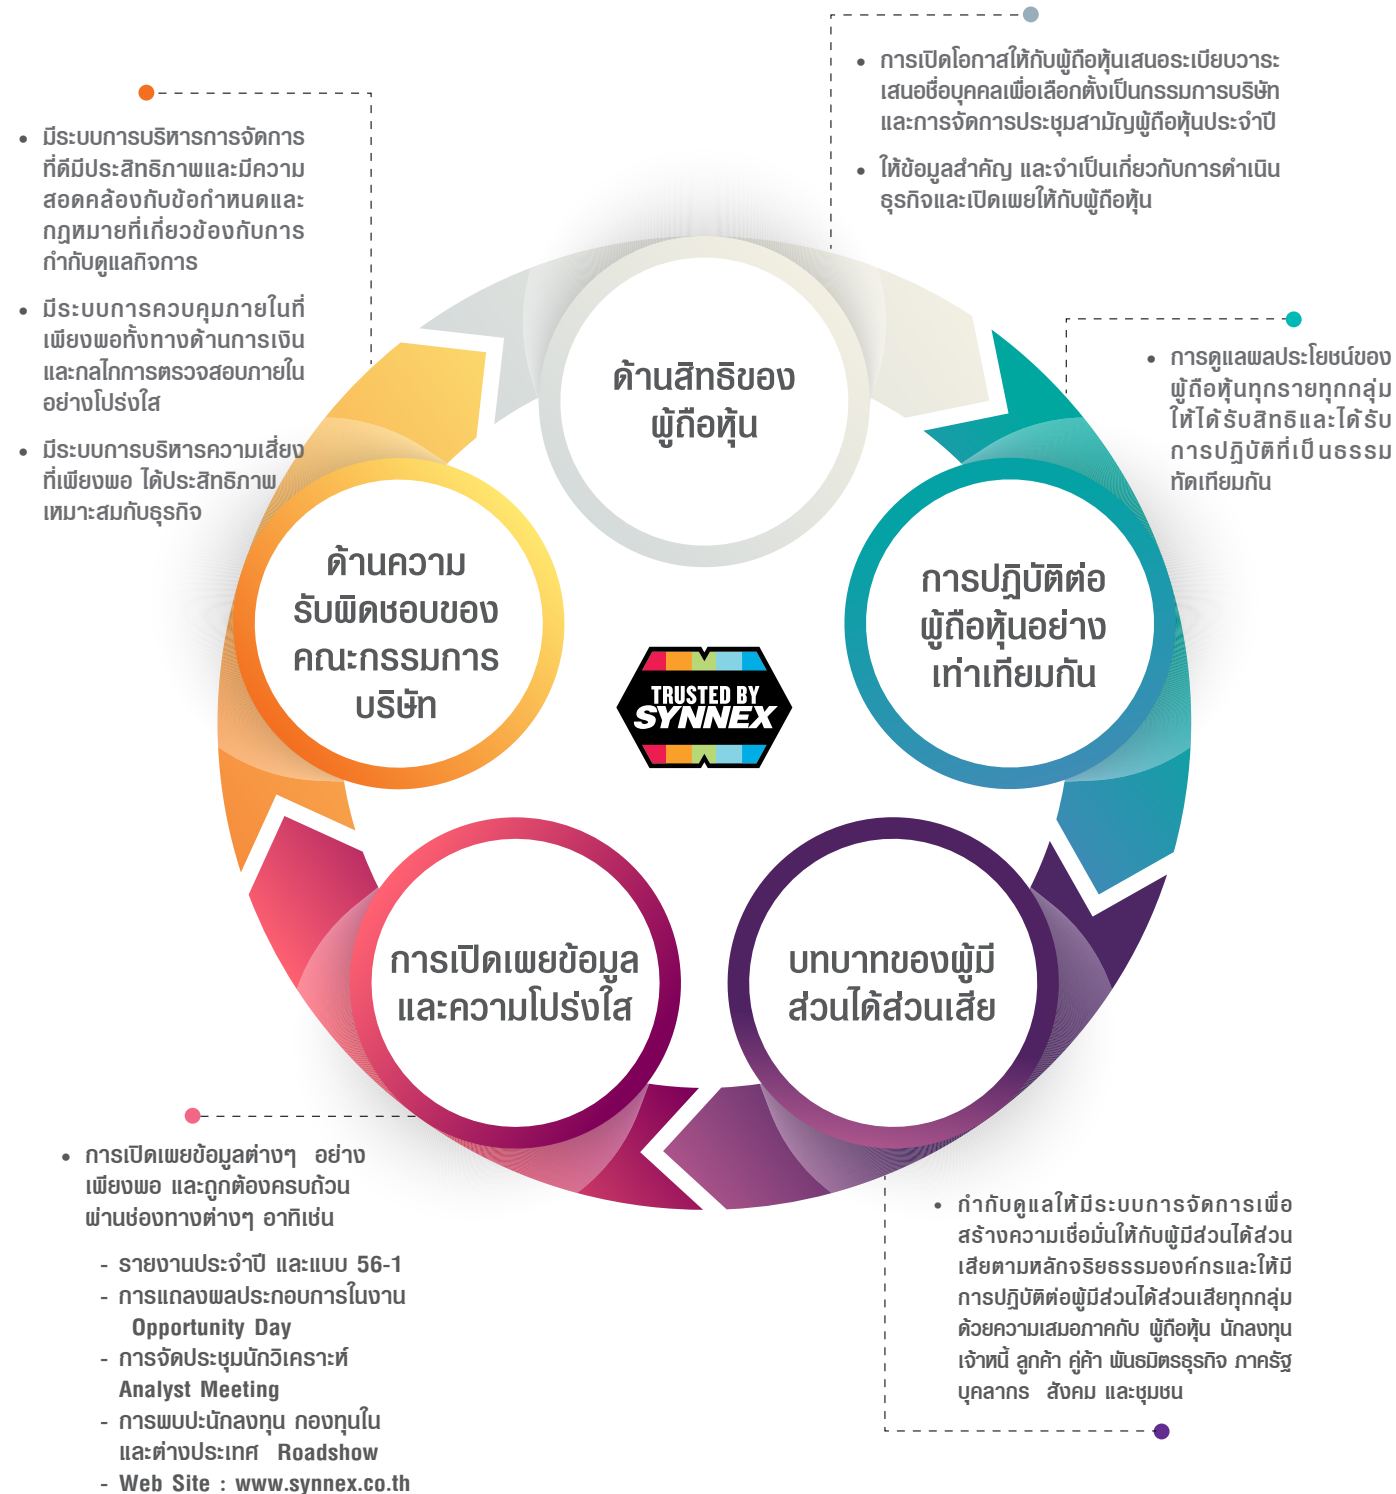 • การเปิดโอกาสให้กับผู้ถือหุ้นเสนอระเบียบวาระ
เสนอชื่อบุคคลเพื่อเลือกตั้งเป็นกรรมการบริษัท
และการจัดการประชุมสามัญผู้ถือหุ้นประจำปี
• ให้ข้อมูลสำคัญ และจำเป็นเกี่ยวกับการดำเนิน
ธุรกิจและเปิดเผยให้กับผู้ถือหุ้น
• มีระบบการบริหารการจัดการ
ที่ดีมีประสิทธิภาพและมีความ
สอดคล้องกับข้อกำหนดและ
กฎหมายที่เกี่ยวข้องกับการ
กำกับดูแลกิจการ
• มีระบบการควบคุมภายในที่
เพียงพอทั้งทางด้านการเงิน
และกลไกการตรวจสอบภายใน
อย่างโปร่งใส
• มีระบบการบริหารความเสี่ยง
ที่เพียงพอ ได้ประสิทธิภาพ
เหมาะสมกับธุรกิจ
• การดูแลผลประโยชน์ของ
ผู้ถือหุ้นทุกรายทุกกลุ่ม
ให้ได้รับสิทธิและได้รับ
การปฏิบัติที่เป็นธรรม
ทัดเทียมกัน
ด้านสิทธิของ
ผู้ถือหุ้น
ด้านความ
รับผิดชอบของ
คณะกรรมการ
บริษัท
การปฏิบัติต่อ
ผู้ถือหุ้นอย่าง
เท่าเทียมกัน
TRUSTED BY
SYNNEX
การเปิดเผยข้อมูล
และความโปร่งใส
บทบาทของผู้มี
ส่วนได้ส่วนเสีย
• การเปิดเผยข้อมูลต่างๆ อย่าง
เพียงพอ และถูกต้องครบถ้วน
ผ่านช่องทางต่างๆ อาทิเช่น
- รายงานประจำปี และแบบ 56-1
- การแถลงผลประกอบการในงาน
Opportunity Day
- การจัดประชุมนักวิเคราะห์
Analyst Meeting
- การพบปะนักลงทุน กองทุนใน
และต่างประเทศ Roadshow
- Web Site : www.synnex.co.th
• กำกับดูแลให้มีระบบการจัดการเพื่อ
สร้างความเชื่อมั่นให้กับผู้มีส่วนได้ส่วน
เสียตามหลักจริยธรรมองค์กรและให้มี
การปฏิบัติต่อผู้มีส่วนได้ส่วนเสียทุกกลุ่ม
ด้วยความเสมอภาคกับ ผู้ถือหุ้น นักลงทุน
เจ้าหนี้ ลูกค้า คู่ค้า พันธมิตรธุรกิจ ภาครัฐ
บุคลากร สังคม และชุมชน